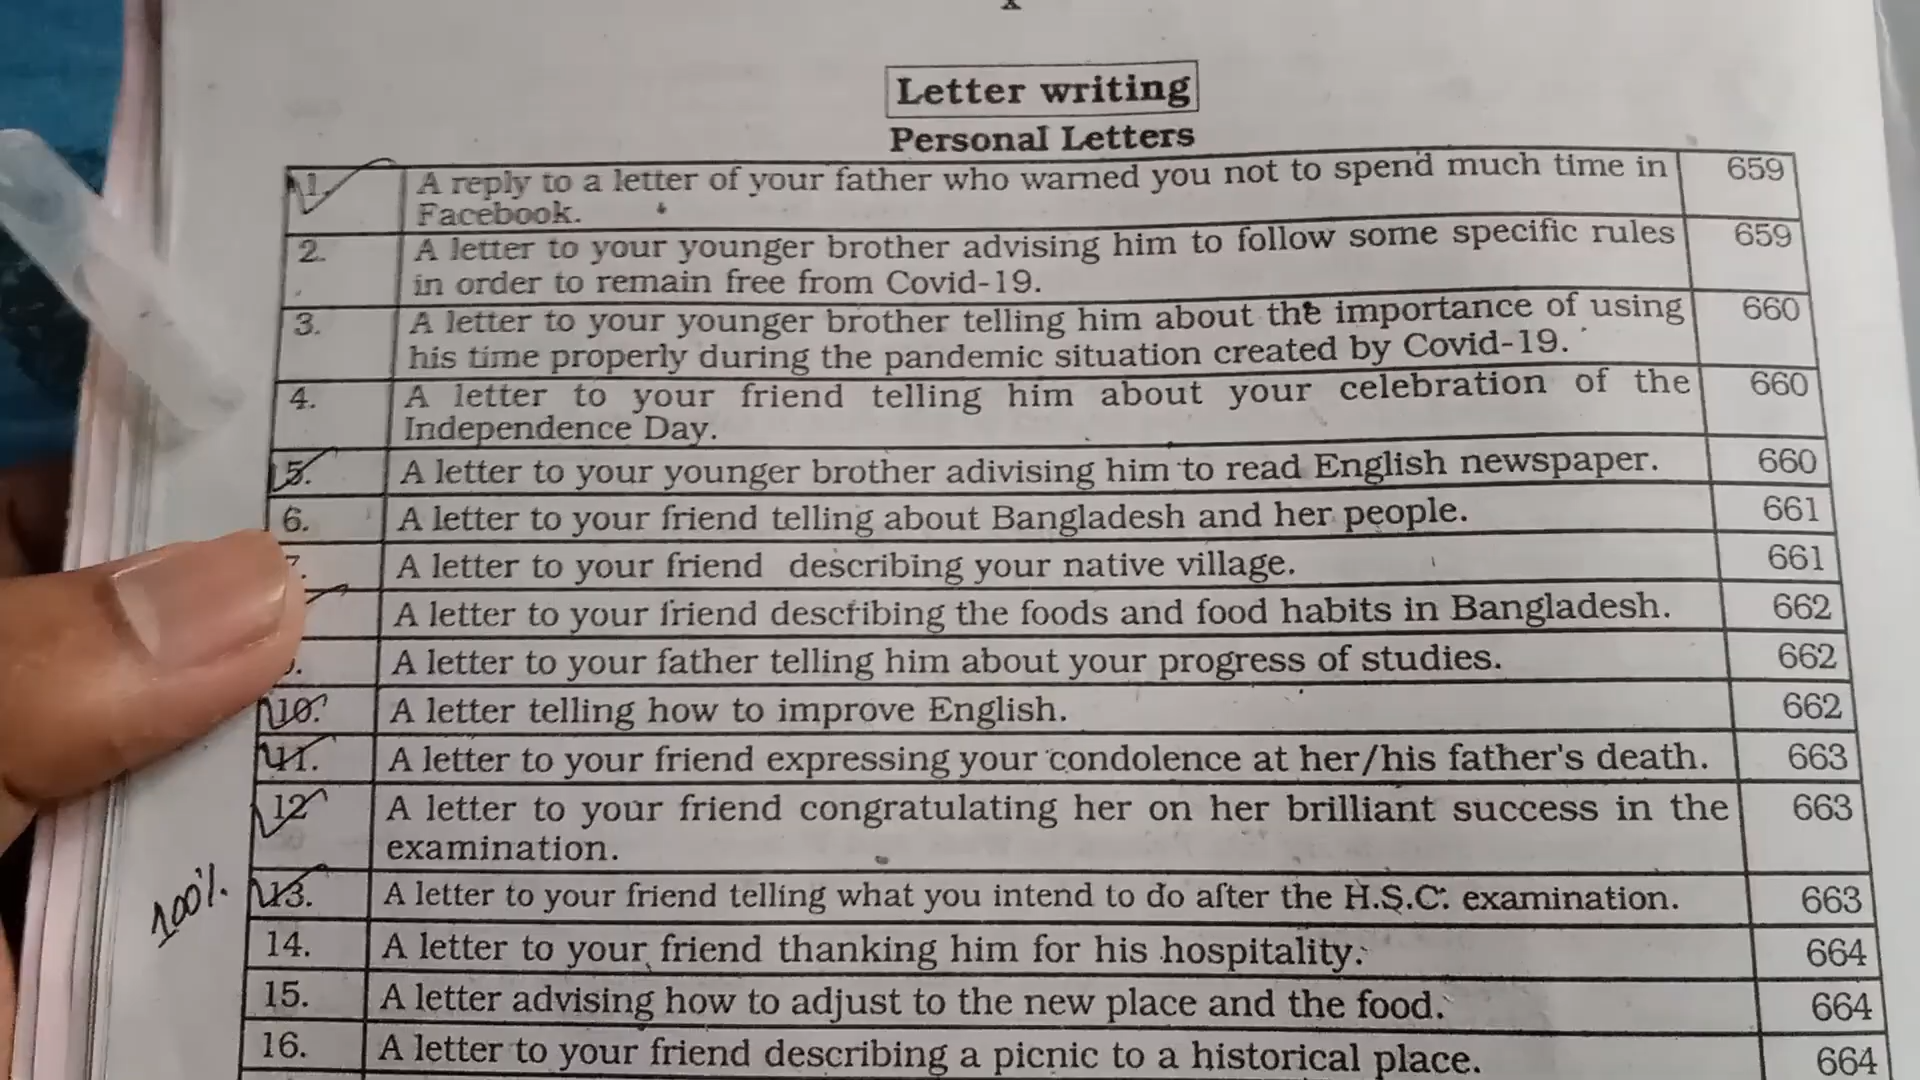 x
Letter writing
Personal Letters
1. A reply to a letter of your father who warned you not to spend much time in 659
Facebook.
2. A letter to your younger brother advising him to follow some specific rules 659
in order to remain free from Covid-19.
3. A letter to your younger brother telling him about the importance of using 660
his time properly during the pandemic situation created by Covid-19.
4. A letter to your friend telling him about your celebration of the 660
Independence Day.
5. A letter to your younger brother adivising him to read English newspaper. 660
6. A letter to your friend telling about Bangladesh and her people. 661
7. A letter to your friend describing your native village. 661
A letter to your friend describing the foods and food habits in Bangladesh. 662
A letter to your father telling him about your progress of studies. 662
10. A letter telling how to improve English. 662
11. A letter to your friend expressing your condolence at her/his father's death. 663
12 A letter to your friend congratulating her on her brilliant success in the 663
examination.
100% 13. A letter to your friend telling what you intend to do after the H.S.C. examination. 663
14. A letter to your friend thanking him for his hospitality. 664
15. A letter advising how to adjust to the new place and the food. 664
16. A letter to your friend describing a picnic to a historical place. 664